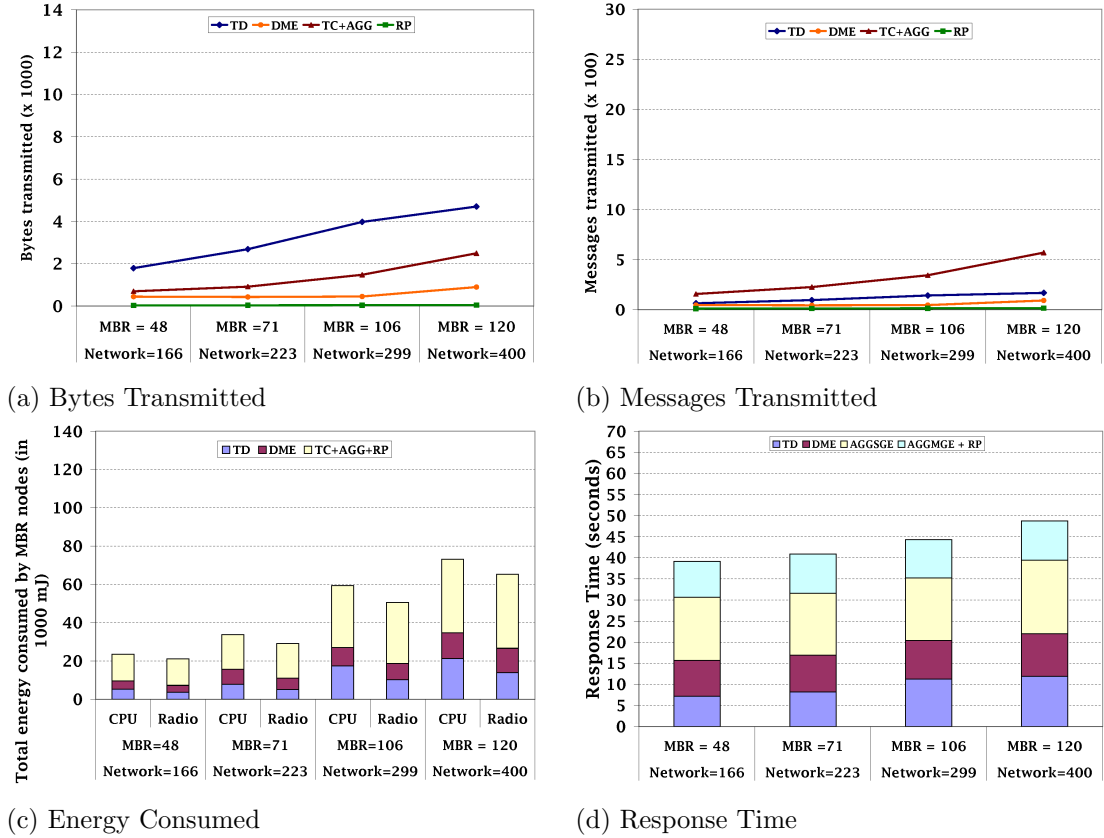 TD DME TC+AGG RP
Bytes transmitted (x 1000)
14
12
10
8
6
4
2
0
MBR = 48 MBR =71 MBR = 106 MBR = 120
Network=166 Network=223 Network=299 Network=400
(a) Bytes Transmitted
TD DME TC+AGG RP
Messages transmitted (x 100)
30
25
20
15
10
5
0
MBR = 48 MBR =71 MBR = 106 MBR = 120
Network=166 Network=223 Network=299 Network=400
(b) Messages Transmitted
TD DME TC+AGG+RP
Total energy consumed by MBR nodes (in
1000 mJ)
140
120
100
80
60
40
20
0
CPU Radio CPU Radio CPU Radio CPU Radio
MBR=48 MBR=71 MBR=106 MBR = 120
Network=166 Network=223 Network=299 Network=400
(c) Energy Consumed
TD DME AGGSGE AGGMGE + RP
Response Time (seconds)
70
65
60
55
50
45
40
35
30
25
20
15
10
5
0
MBR = 48 MBR =71 MBR = 106 MBR = 120
Network=166 Network=223 Network=299 Network=400
(d) Response Time